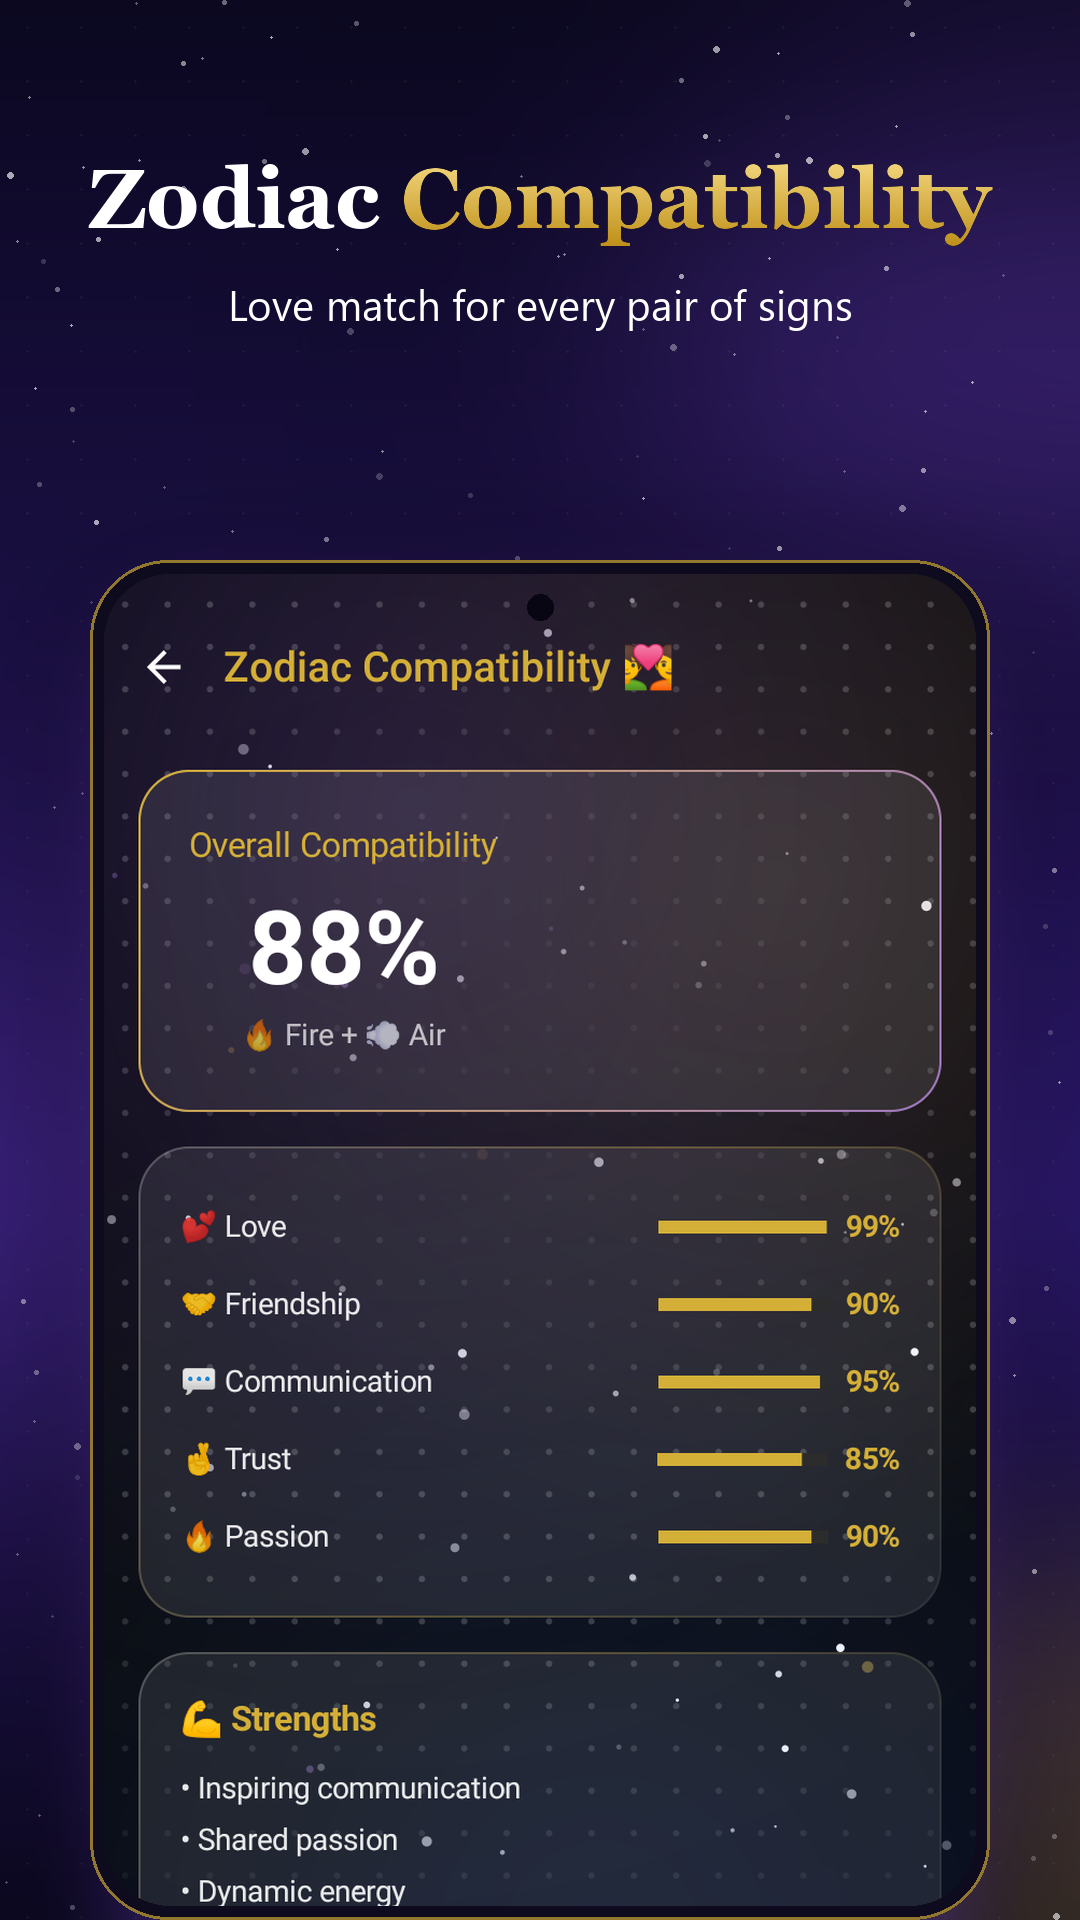 Zodiac Compatibility
Love match for every pair of signs
Zodiac Compatibility
Overall Compatibility
88%
🔥 Fire + 💨 Air
💕 Love 99%
🤝 Friendship 90%
💬 Communication 95%
🤞 Trust 85%
🔥 Passion 90%
💪 Strengths
• Inspiring communication
• Shared passion
• Dynamic energy